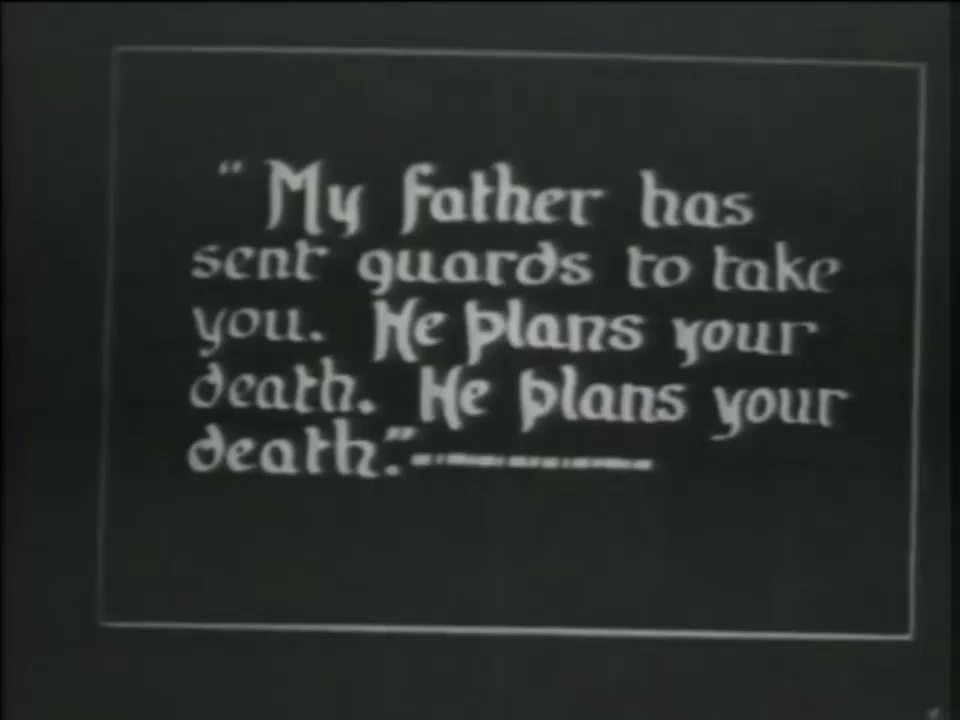 “My father has
sent guards to take
you. He plans your
death. He plans your
death.”----------